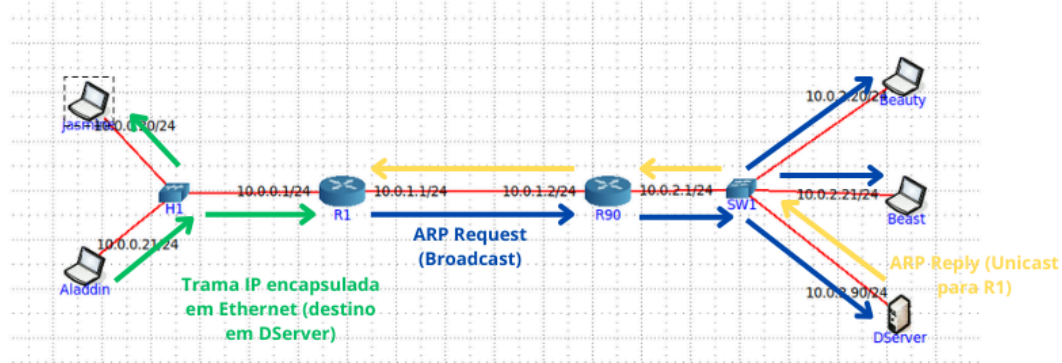 10.0.2.20/24
Beauty
Jasmine
10.0.0.20/24
10.0.0.1/24
10.0.1.1/24
10.0.1.2/24
10.0.2.1/24
10.0.2.21/24
H1
R1
R90
SW1
Beast
ARP Request
(Broadcast)
10.0.0.21/24
Aladdin
Trama IP encapsulada
em Ethernet (destino
em DServer)
ARP Reply (Unicast
para R1)
10.0.2.90/24
DServer